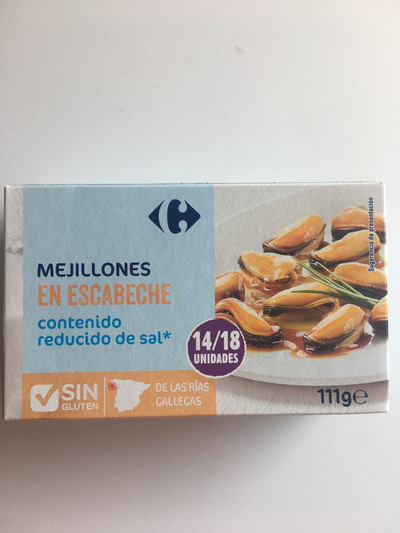 MEJILLONES
EN ESCABECHE
contenido
reducido de sal*
14/18
UNIDADES
Sugerencia de presentación
SIN
GLUTEN
DE LAS RÍAS
GALLEGAS
111g℮